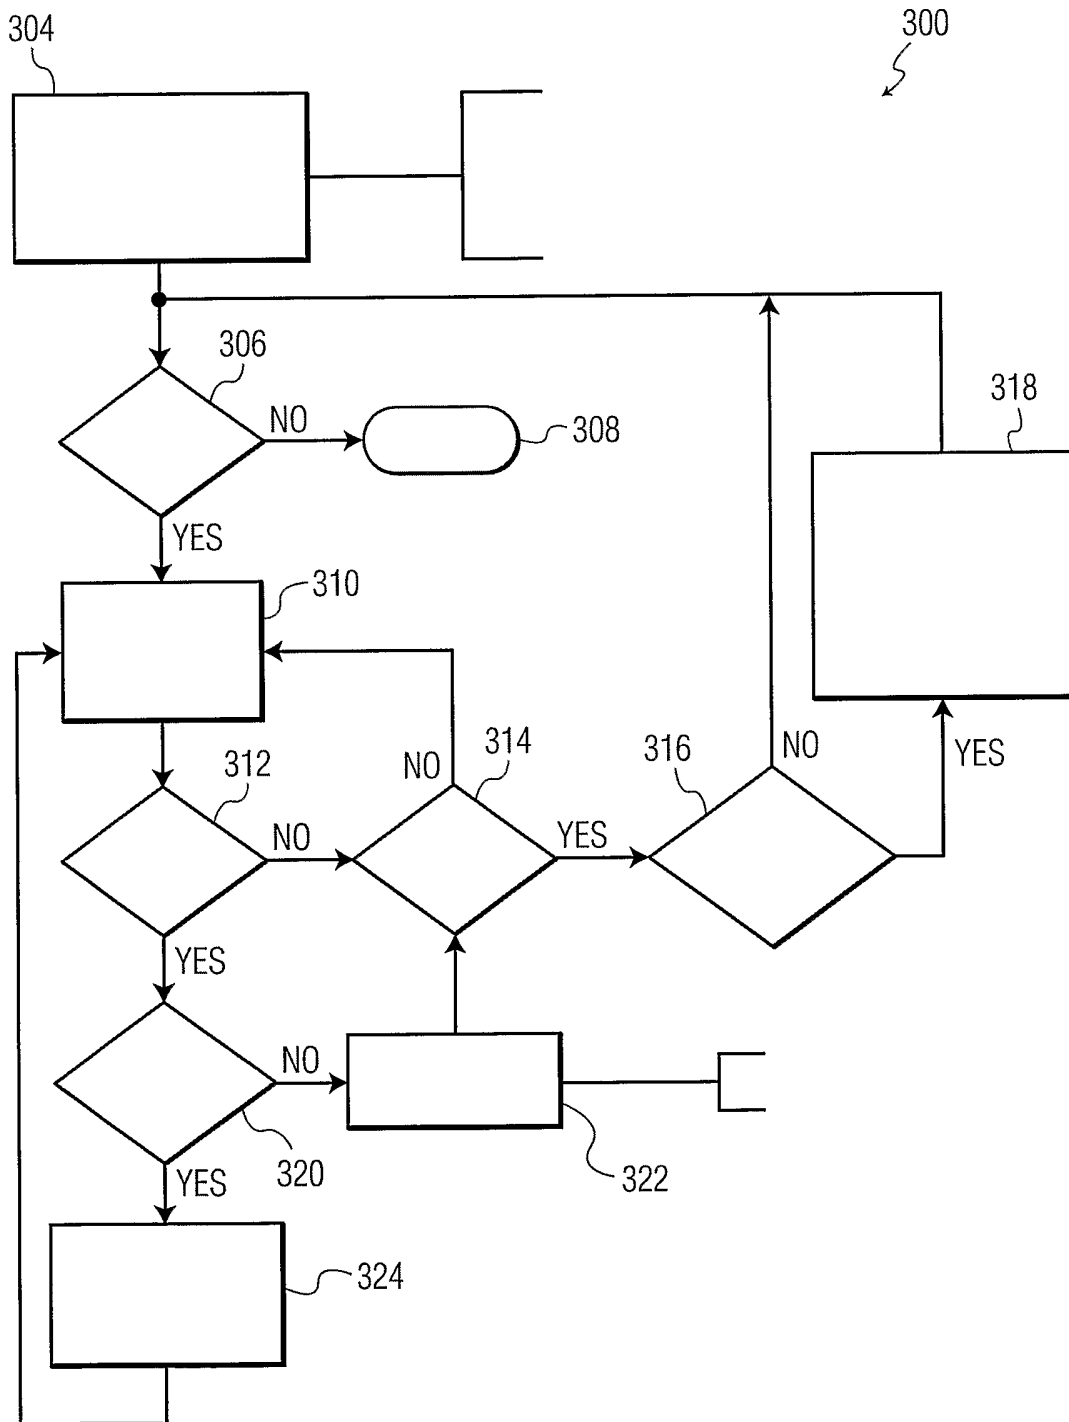 304
300
306
NO
308
318
YES
310
312
NO
314
NO
316
NO
YES
YES
YES
320
NO
322
YES
324